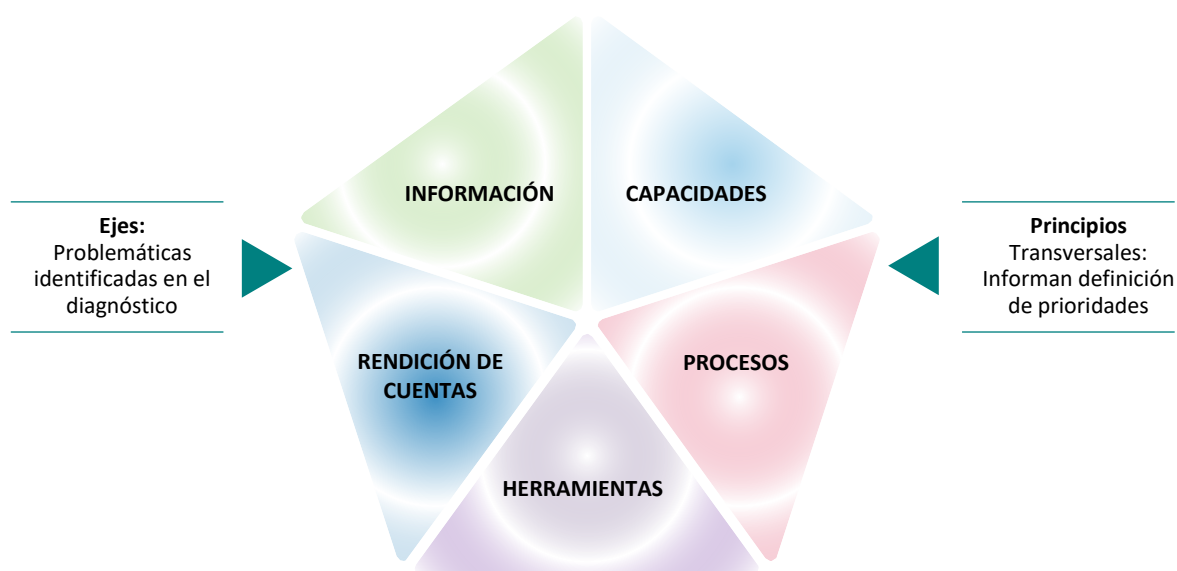 INFORMACIÓN
CAPACIDADES
Ejes:
Problemáticas
identificadas en el
diagnóstico
Principios
Transversales:
Informan definición
de prioridades
RENDICIÓN DE
CUENTAS
PROCESOS
HERRAMIENTAS